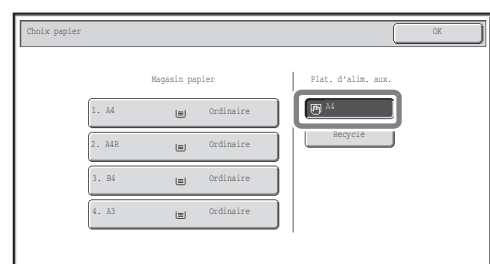 Choix papier
OK
Magasin papier
Plat. d'alim. aux.
1. A4 Ordinaire
2. A4R Ordinaire
3. B4 Ordinaire
4. A3 Ordinaire
A4
Recyclé